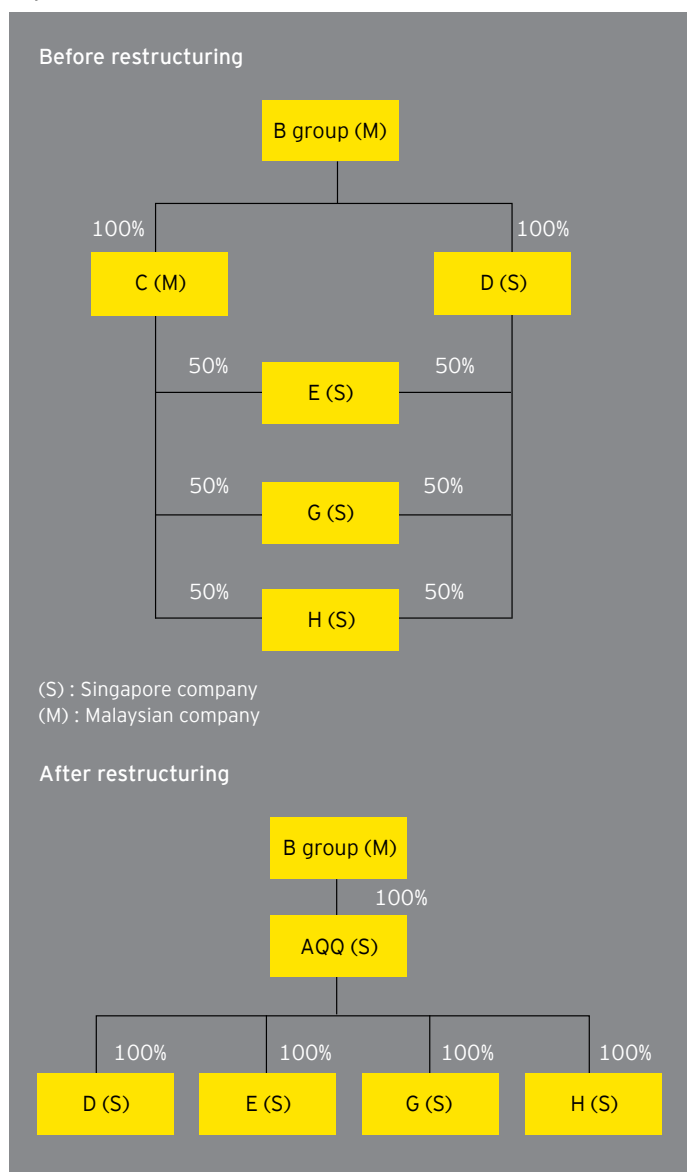 Before restructuring
B group (M)
100%
100%
C (M)
D (S)
50%
E (S)
50%
50%
G (S)
50%
50%
H (S)
50%
(S) : Singapore company
(M) : Malaysian company
After restructuring
B group (M)
100%
AQQ (S)
100%
100%
100%
100%
D (S)
E (S)
G (S)
H (S)